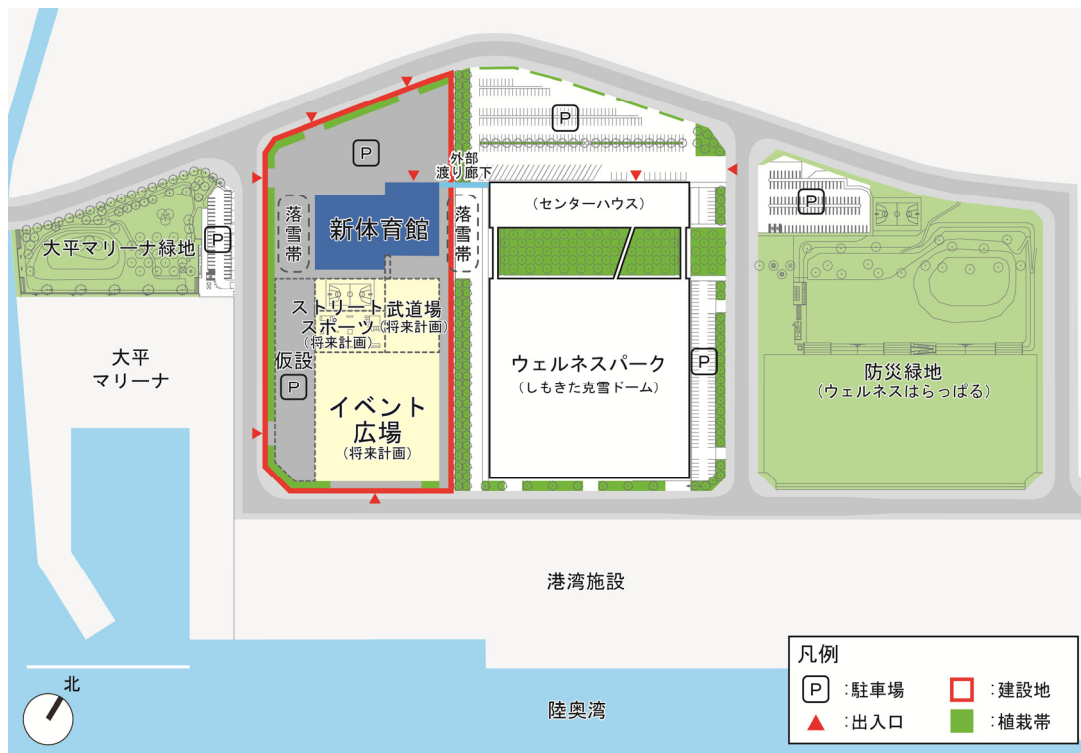 P
外部
渡り廊下
P
(センターハウス)
P
大平マリーナ緑地
P
落雪帯
新体育館
落雪帯
ストリート
スポーツ
(将来計画)
武道場
(将来計画)
仮設
P
大平
マリーナ
ウェルネスパーク
(しもきた克雪ドーム)
P
防災緑地
(ウェルネスはらっぱる)
イベント
広場
(将来計画)
港湾施設
陸奥湾
北
凡例
P :駐車場
:建設地
:出入口
:植栽帯